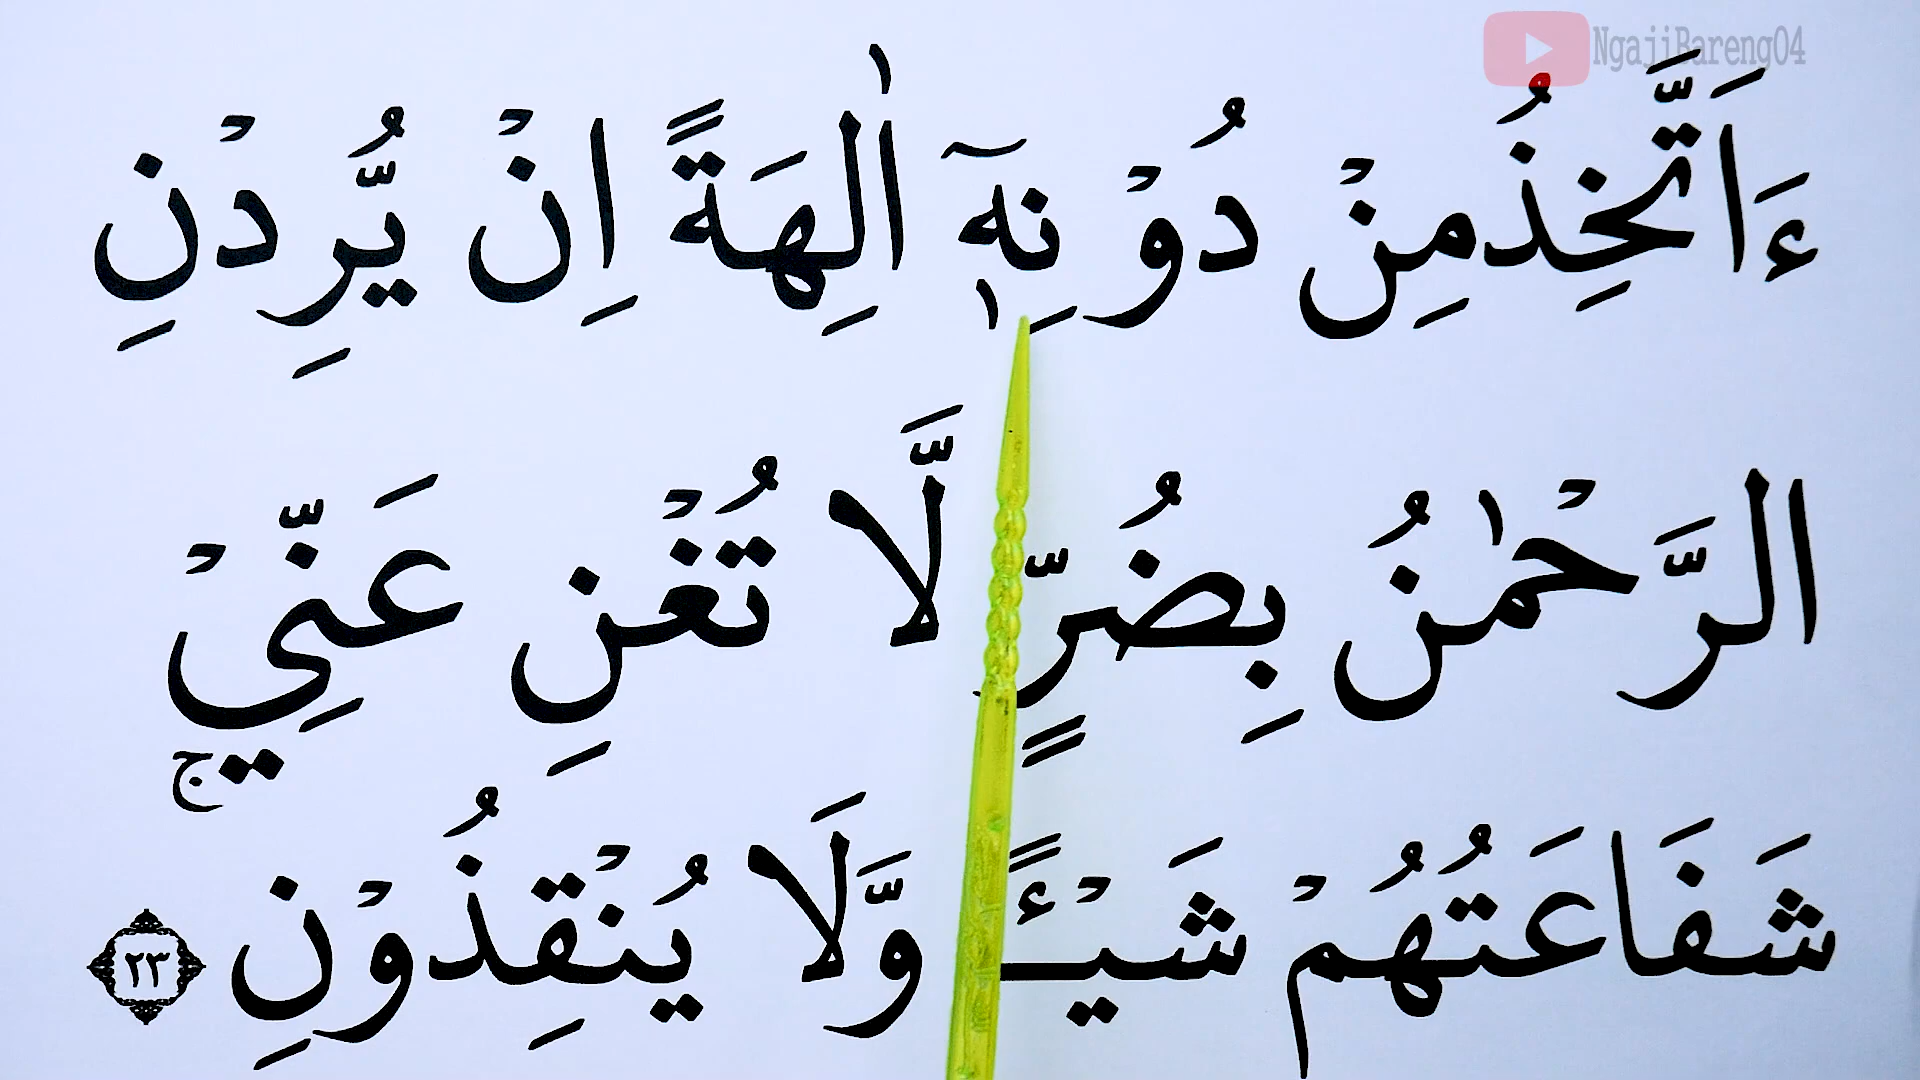 NgajiBareng04
ءَاَتَّخِذُ مِنْ دُوْنِهٖٓ اٰلِهَةً اِنْ يُّرِدْنِ
الرَّحْمٰنُ بِضُرٍّ لَّا تُغْنِ عَنِّيْ ۚ
شَفَاعَتُهُمْ شَيْـًٔا وَّلَا يُنْقِذُوْنِ ٢٣